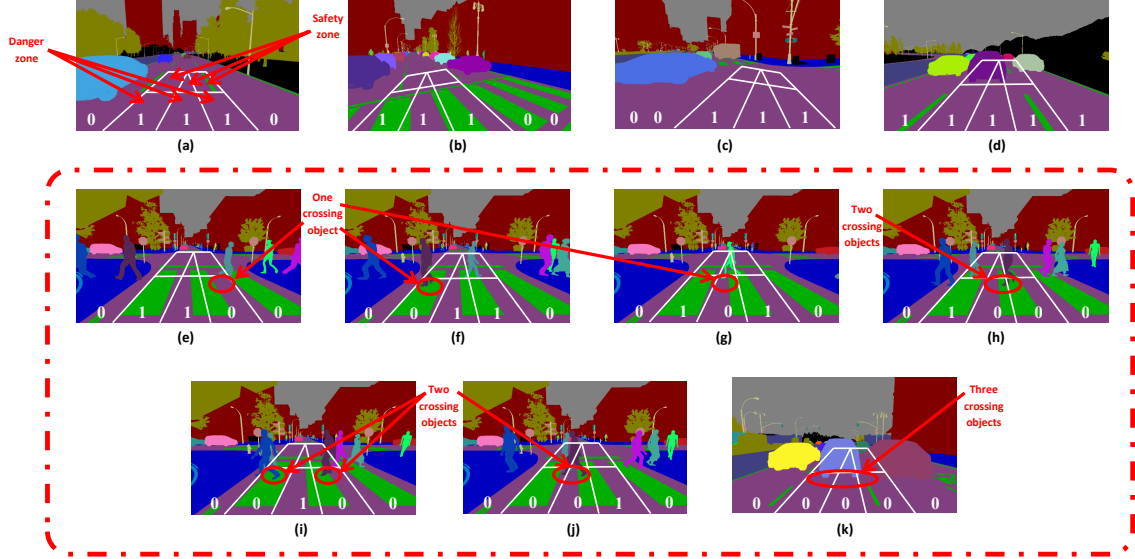 Danger
zone
Safety
zone
0 1 1 1 0
1 1 1 0 0
0 0 1 1 1
1 1 1 1 1
(a)
(b)
(c)
(d)
One
crossing
object
Two
crossing
objects
0 1 1 0 0
0 0 1 1 0
0 1 0 1 0
0 1 0 0 0
(e)
(f)
(g)
(h)
Two
crossing
objects
Three
crossing
objects
0 0 1 0 0
0 0 0 1 0
0 0 0 0 0
(i)
(j)
(k)